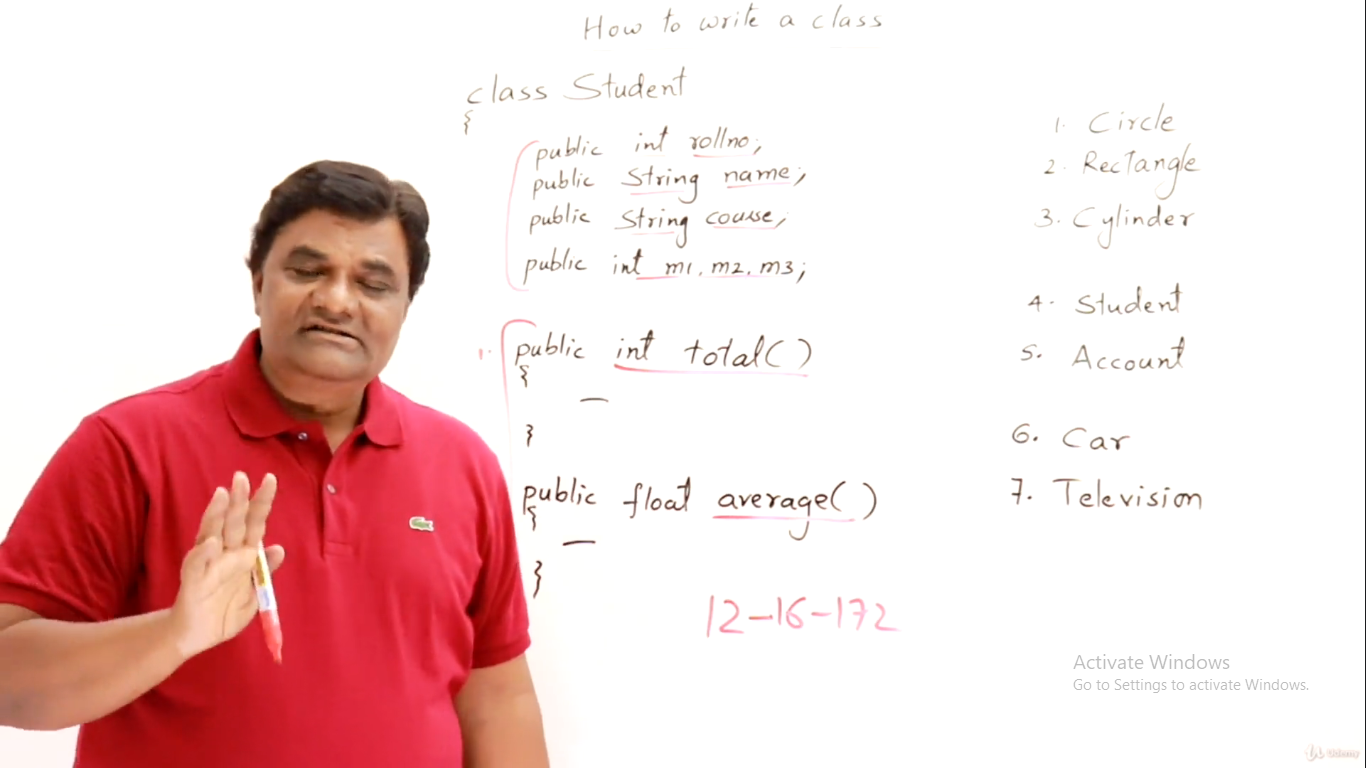 How to write a class
class Student
{
public int rollno;
public String name;
public String course;
public int m1, m2, m3;
1. public int total()
{
}
public float average()
{
}
12-16-172
1. Circle
2. Rectangle
3. Cylinder
4. Student
5. Account
6. Car
7. Television
Activate Windows
Go to Settings to activate Windows.
Udemy